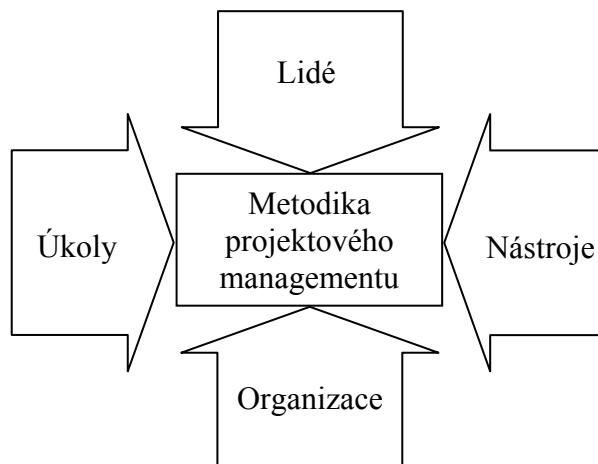 Lidé
Úkoly
Metodika
projektového
managementu
Nástroje
Organizace